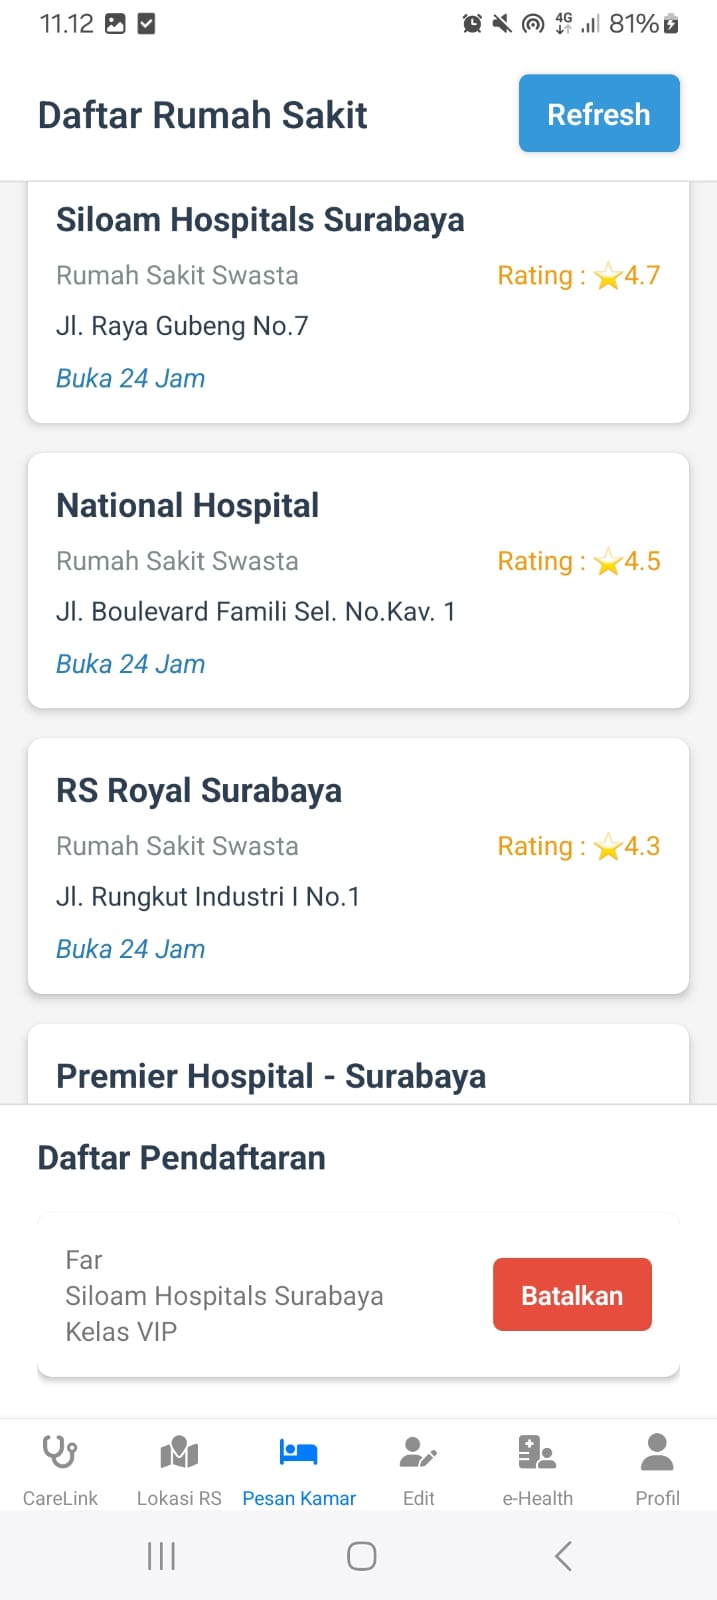 11.12
4G
81%
Daftar Rumah Sakit
Refresh
Siloam Hospitals Surabaya
Rumah Sakit Swasta
Rating : ⭐4.7
Jl. Raya Gubeng No.7
Buka 24 Jam
National Hospital
Rumah Sakit Swasta
Rating : ⭐4.5
Jl. Boulevard Famili Sel. No.Kav. 1
Buka 24 Jam
RS Royal Surabaya
Rumah Sakit Swasta
Rating : ⭐4.3
Jl. Rungkut Industri I No.1
Buka 24 Jam
Premier Hospital - Surabaya
Daftar Pendaftaran
Far
Siloam Hospitals Surabaya
Kelas VIP
Batalkan
CareLink
Lokasi RS
Pesan Kamar
Edit
e-Health
Profil